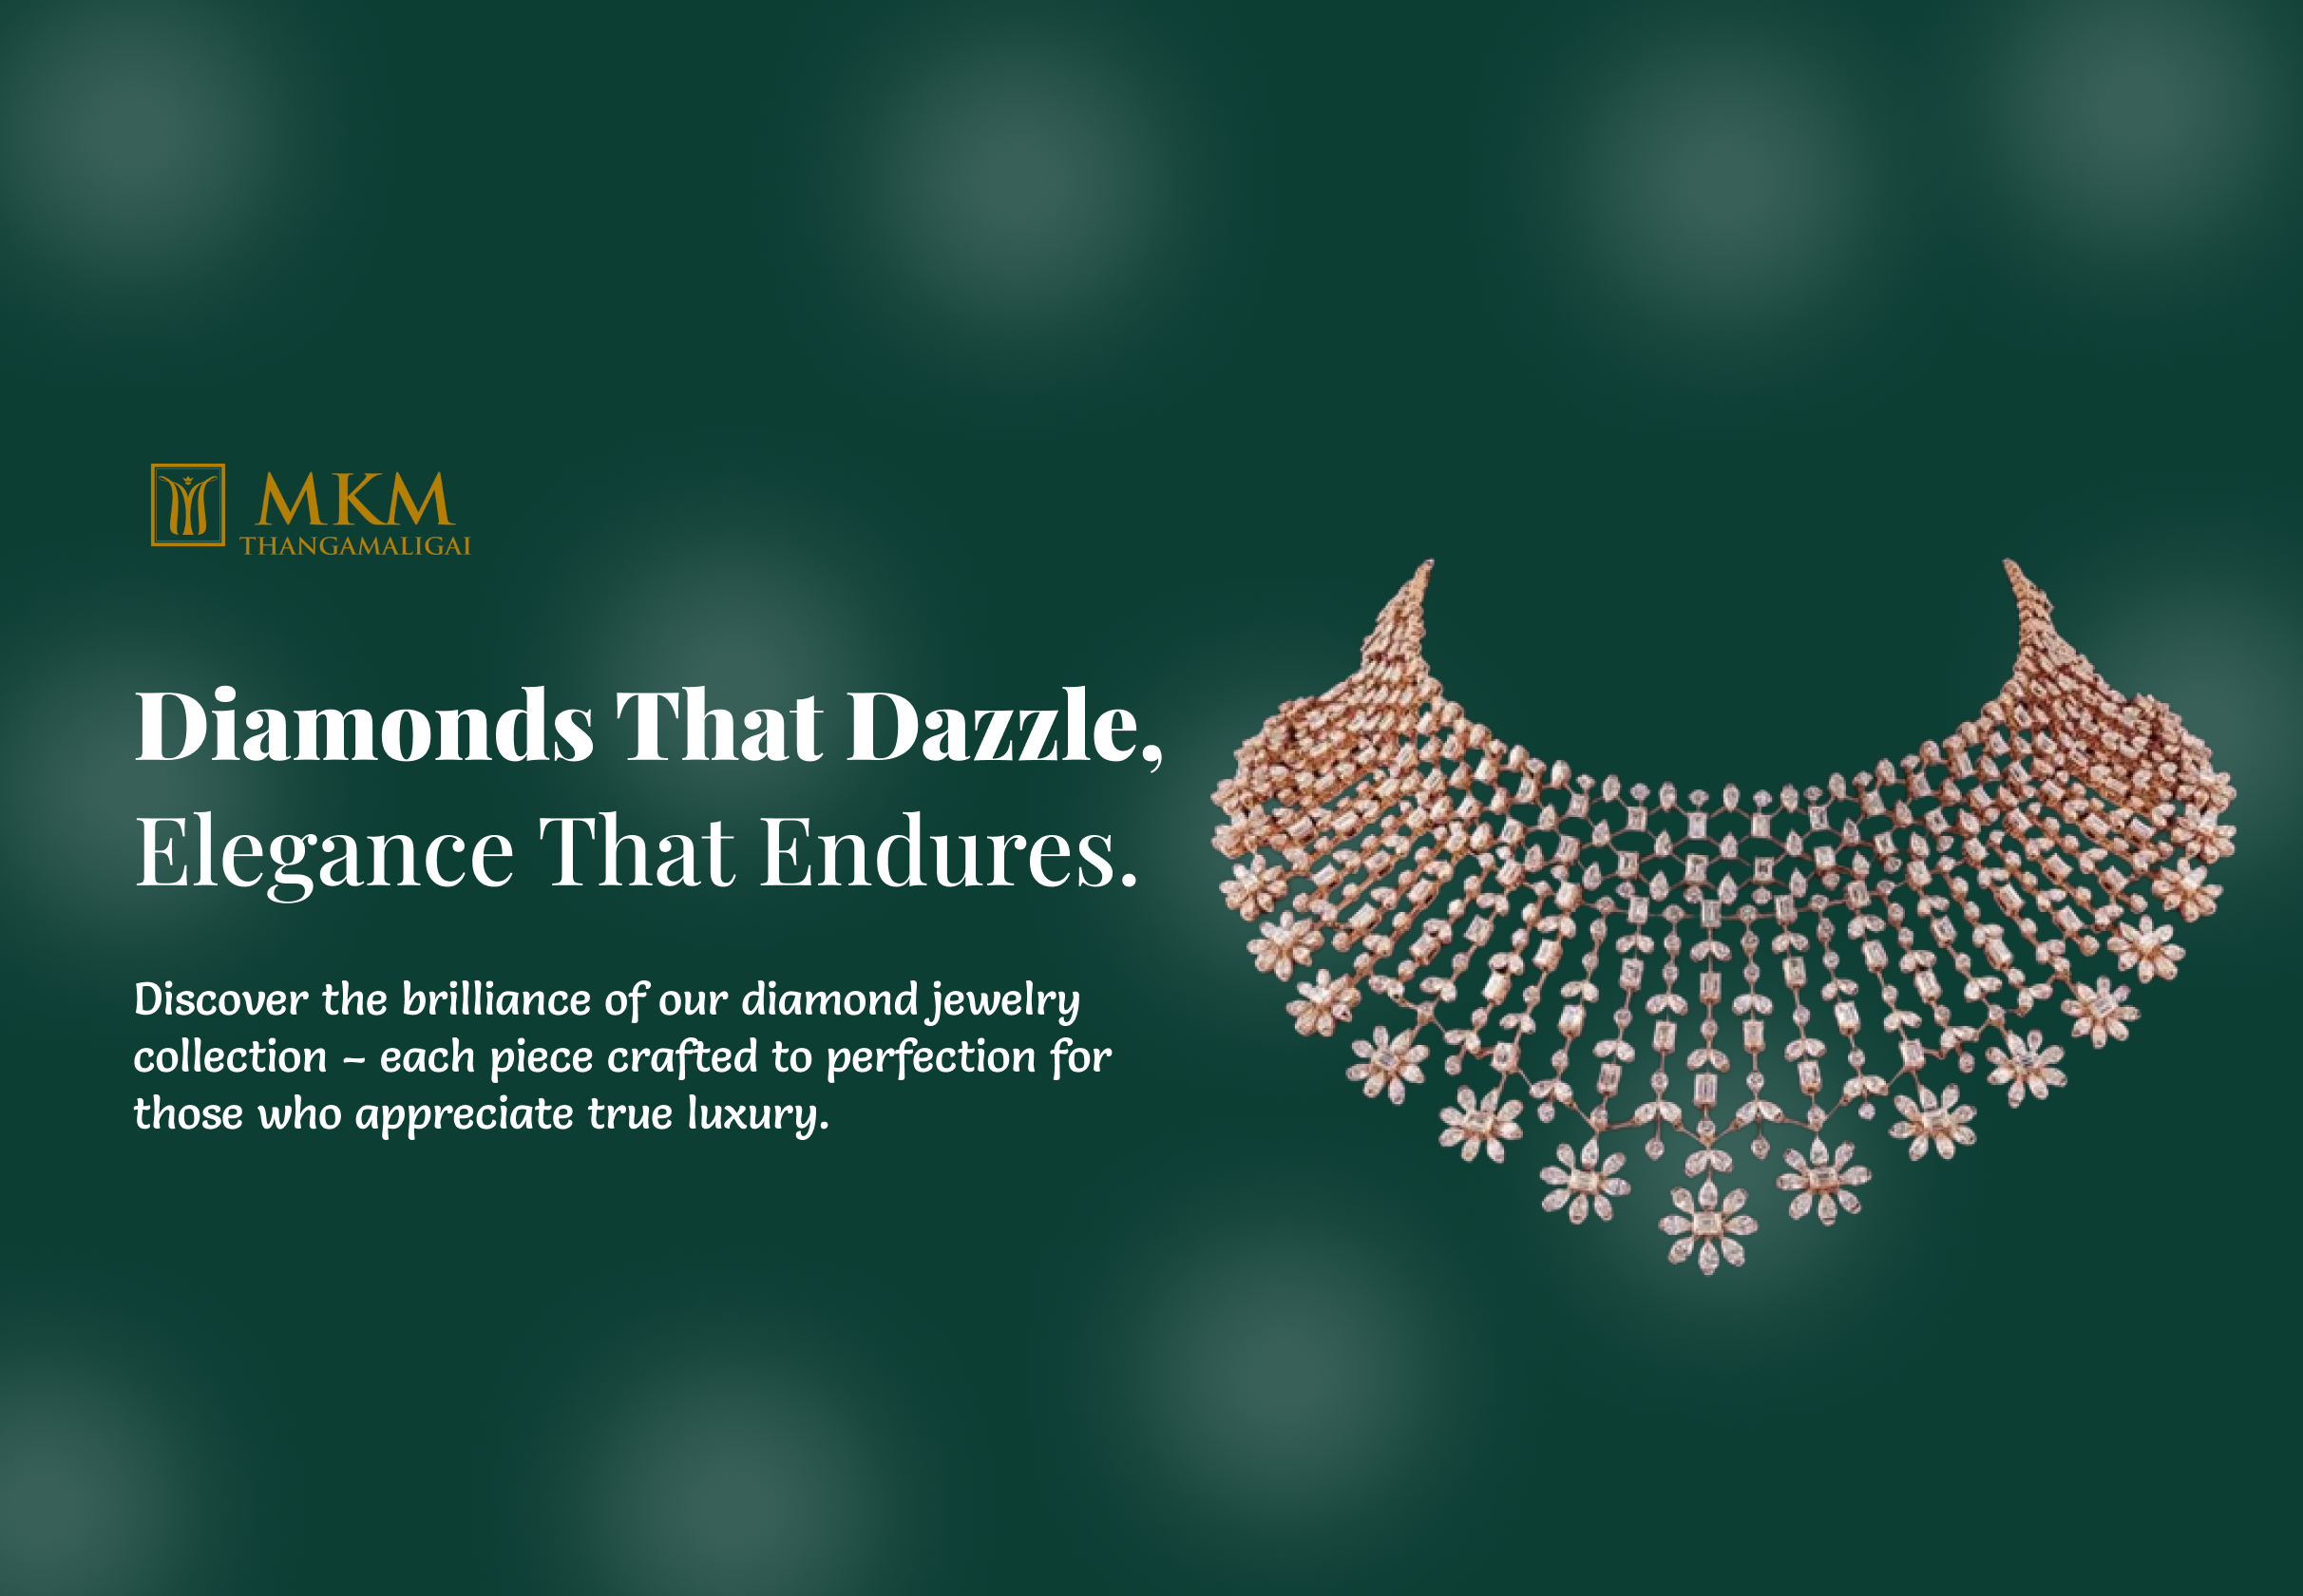 MKM
THANGAMALIGAI
Diamonds That Dazzle,
Elegance That Endures.
Discover the brilliance of our diamond jewelry
collection – each piece crafted to perfection for
those who appreciate true luxury.